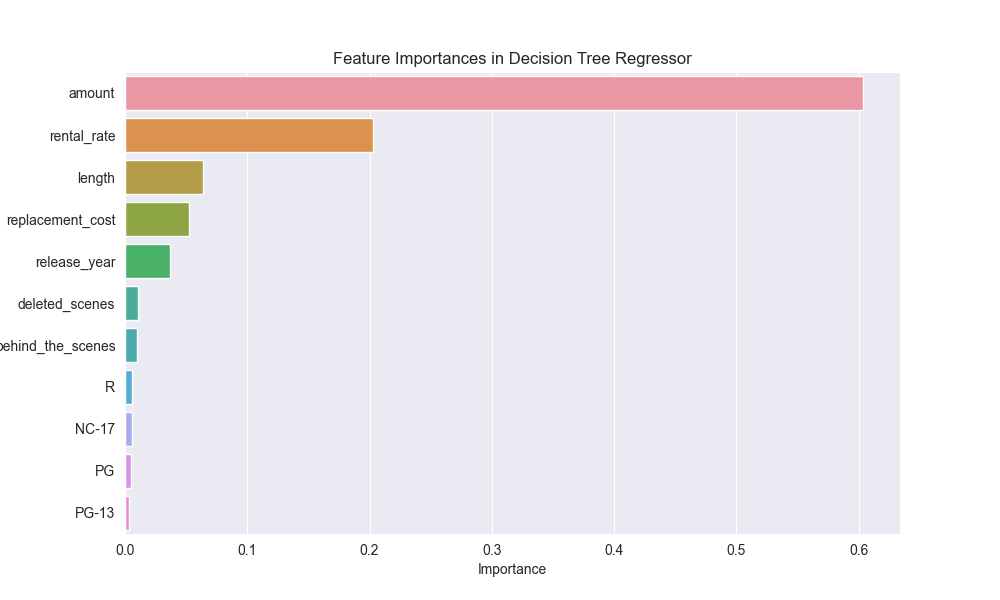 Feature Importances in Decision Tree Regressor
amount
rental_rate
length
replacement_cost
release_year
deleted_scenes
behind_the_scenes
R
NC-17
PG
PG-13
0.0 0.1 0.2 0.3 0.4 0.5 0.6
Importance